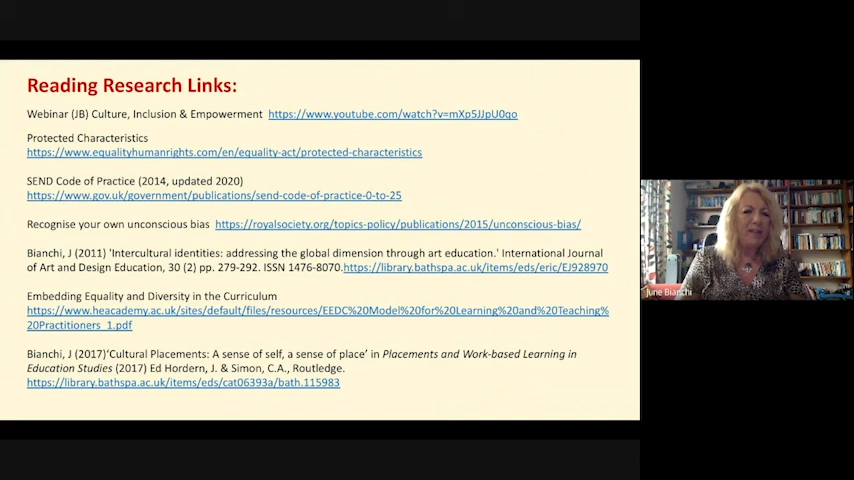 Reading Research Links:
Webinar (JB) Culture, Inclusion & Empowerment https://www.youtube.com/watch?v=mXp5JJpU0qo
Protected Characteristics
https://www.equalityhumanrights.com/en/equality-act/protected-characteristics
SEND Code of Practice (2014, updated 2020)
https://www.gov.uk/government/publications/send-code-of-practice-0-to-25
Recognise your own unconscious bias https://royalsociety.org/topics-policy/publications/2015/unconscious-bias/
Bianchi, J (2011) 'Intercultural identities: addressing the global dimension through art education.' International Journal
of Art and Design Education, 30 (2) pp. 279-292. ISSN 1476-8070.https://library.bathspa.ac.uk/items/eds/eric/EJ928970
Embedding Equality and Diversity in the Curriculum
https://www.heacademy.ac.uk/sites/default/files/resources/EEDC%20Model%20for%20Learning%20and%20Teaching%
20Practitioners_1.pdf
Bianchi, J (2017)‘Cultural Placements: A sense of self, a sense of place’ in Placements and Work-based Learning in
Education Studies (2017) Ed Hordern, J. & Simon, C.A., Routledge.
https://library.bathspa.ac.uk/items/eds/cat06393a/bath.115983
June Bianchi